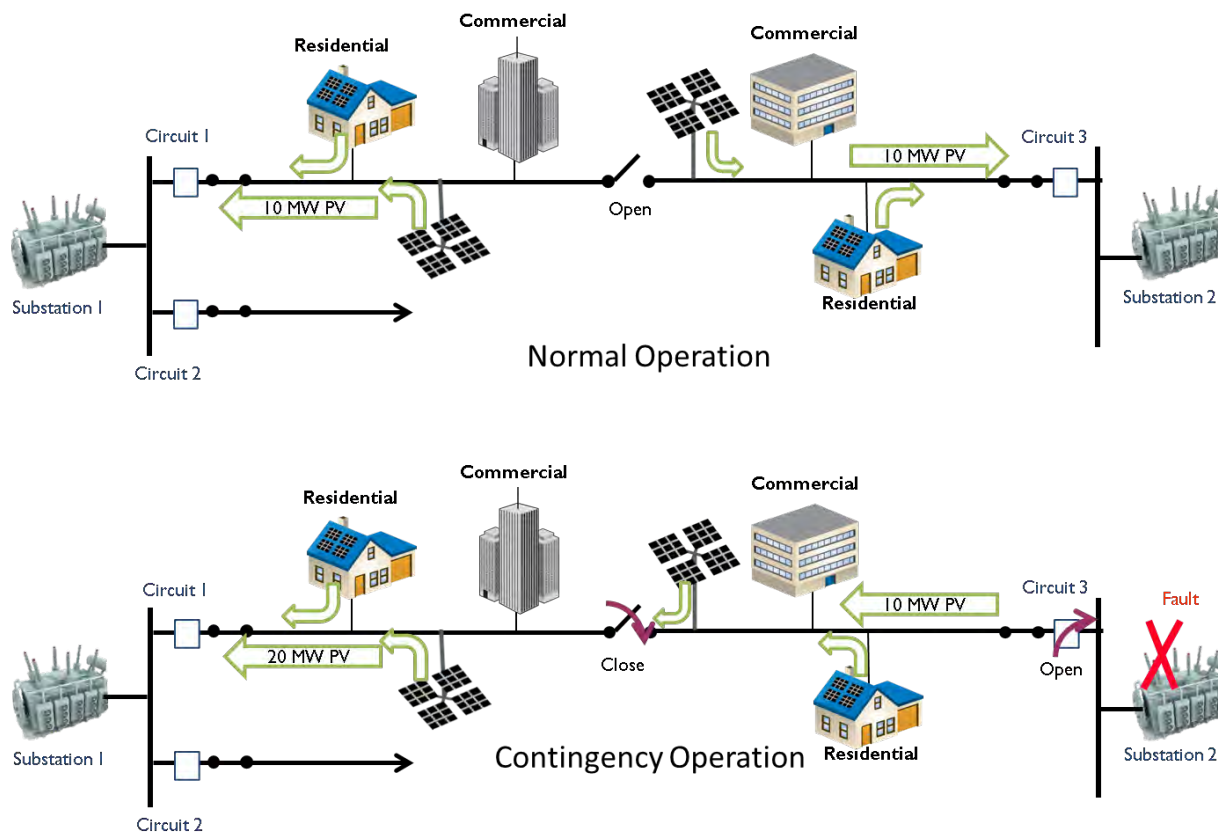 Commercial
Residential
Commercial
Circuit 1
Circuit 3
10 MW PV
10 MW PV
Open
Substation 1
Residential
Substation 2
Normal Operation
Circuit 2
Commercial
Commercial
Residential
Circuit 1
Circuit 3
Fault
10 MW PV
20 MW PV
Close
Open
Substation 1
Residential
Substation 2
Contingency Operation
Circuit 2